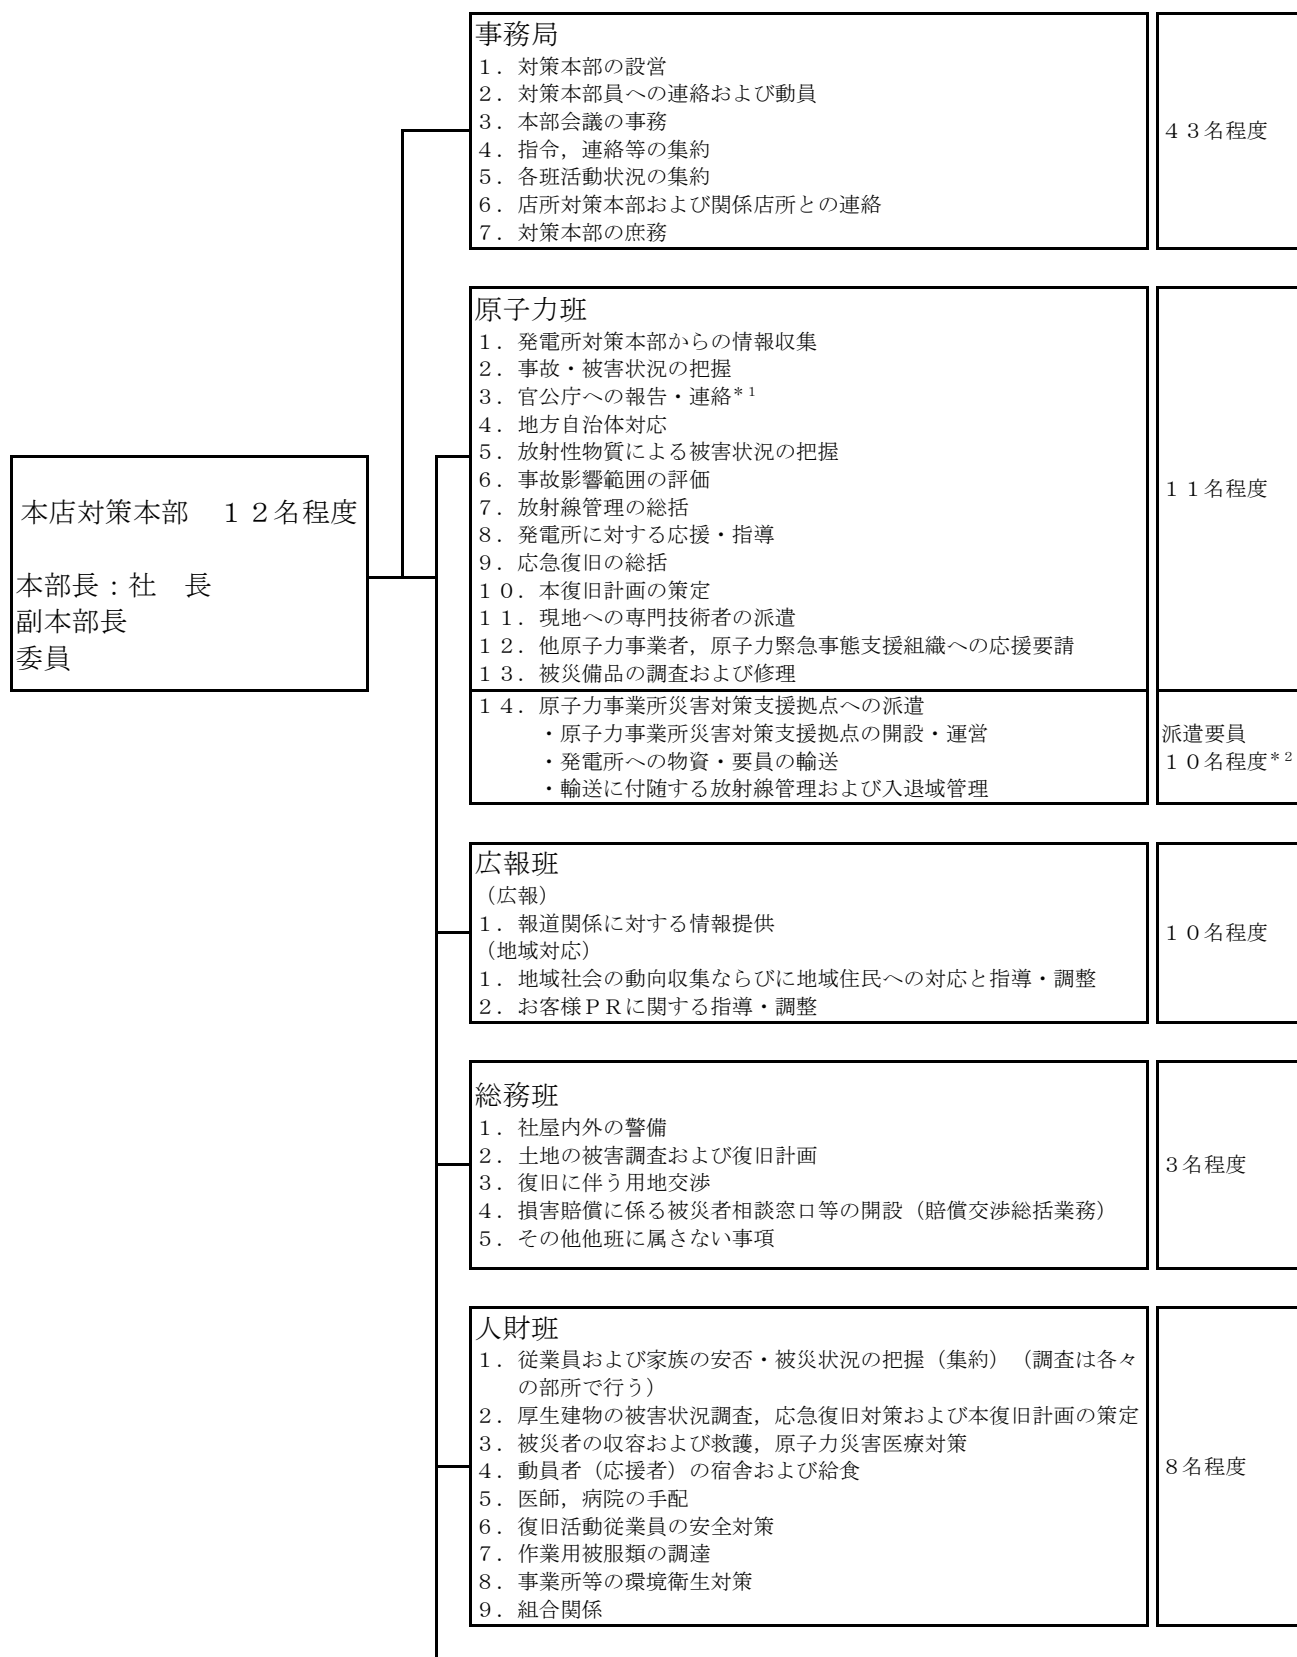 事務局
１．対策本部の設営
２．対策本部員への連絡および動員
３．本部会議の事務
４．指令，連絡等の集約
５．各班活動状況の集約
６．店所対策本部および関係店所との連絡
７．対策本部の庶務
４３名程度
原子力班
１．発電所対策本部からの情報収集
２．事故・被害状況の把握
３．官公庁への報告・連絡＊１
４．地方自治体対応
５．放射性物質による被害状況の把握
６．事故影響範囲の評価
７．放射線管理の総括
８．発電所に対する応援・指導
９．応急復旧の総括
１０．本復旧計画の策定
１１．現地への専門技術者の派遣
１２．他原子力事業者，原子力緊急事態支援組織への応援要請
１３．被災備品の調査および修理
１１名程度
１４．原子力事業所災害対策支援拠点への派遣
・原子力事業所災害対策支援拠点の開設・運営
・発電所への物資・要員の輸送
・輸送に付随する放射線管理および入退域管理
派遣要員
１０名程度＊２
本店対策本部　１２名程度
本部長：社　長
副本部長
委員
広報班
（広報）
１．報道関係に対する情報提供
（地域対応）
１．地域社会の動向収集ならびに地域住民への対応と指導・調整
２．お客様ＰＲに関する指導・調整
１０名程度
総務班
１．社屋内外の警備
２．土地の被害調査および復旧計画
３．復旧に伴う用地交渉
４．損害賠償に係る被災者相談窓口等の開設（賠償交渉総括業務）
５．その他他班に属さない事項
３名程度
人財班
１．従業員および家族の安否・被災状況の把握（集約）（調査は各々
の部所で行う）
２．厚生建物の被害状況調査，応急復旧対策および本復旧計画の策定
３．被災者の収容および救護，原子力災害医療対策
４．動員者（応援者）の宿舎および給食
５．医師，病院の手配
６．復旧活動従業員の安全対策
７．作業用被服類の調達
８．事業所等の環境衛生対策
９．組合関係
８名程度